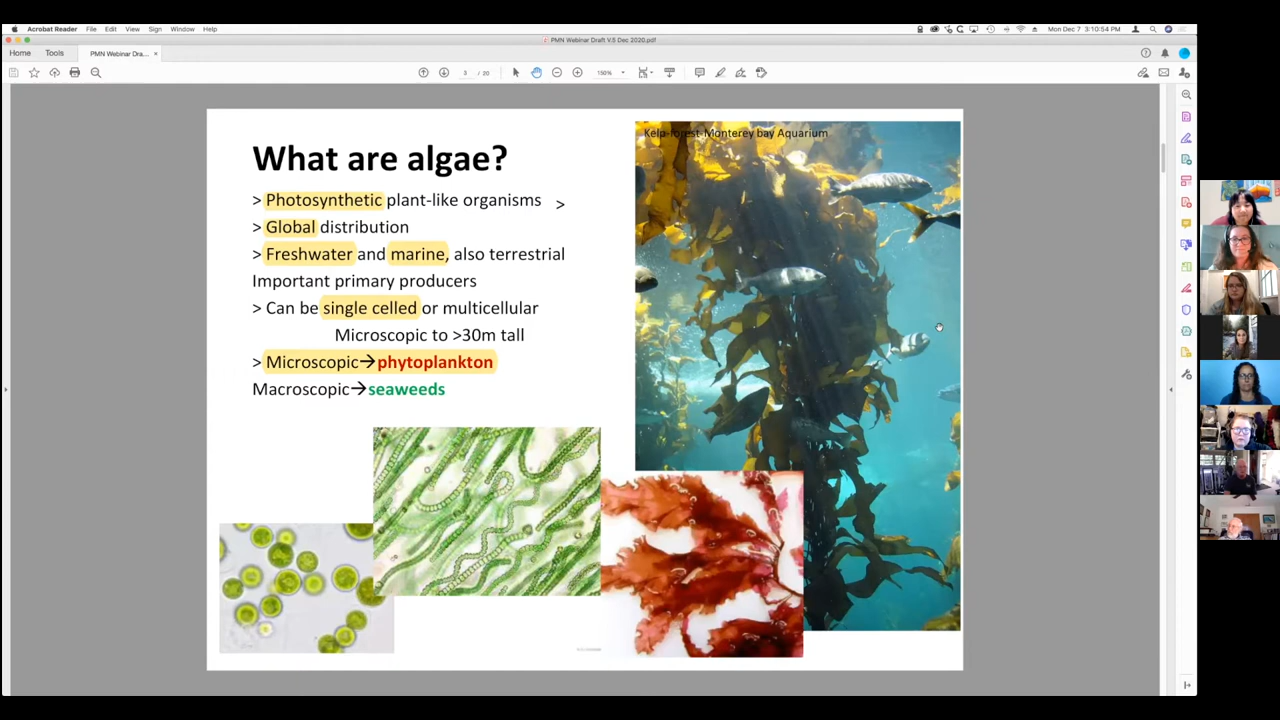 Acrobat Reader File Edit View Sign Window Help Mon Dec 7 3:10:54 PM
PMN Webinar Draft V.5 Dec 2020.pdf
Home Tools PMN Webinar Dra... ×
3 / 20 150%
Kelp-forest-Monterey bay Aquarium
What are algae?
> Photosynthetic plant-like organisms >
> Global distribution
> Freshwater and marine, also terrestrial
Important primary producers
> Can be single celled or multicellular
Microscopic to >30m tall
> Microscopic→phytoplankton
Macroscopic→seaweeds